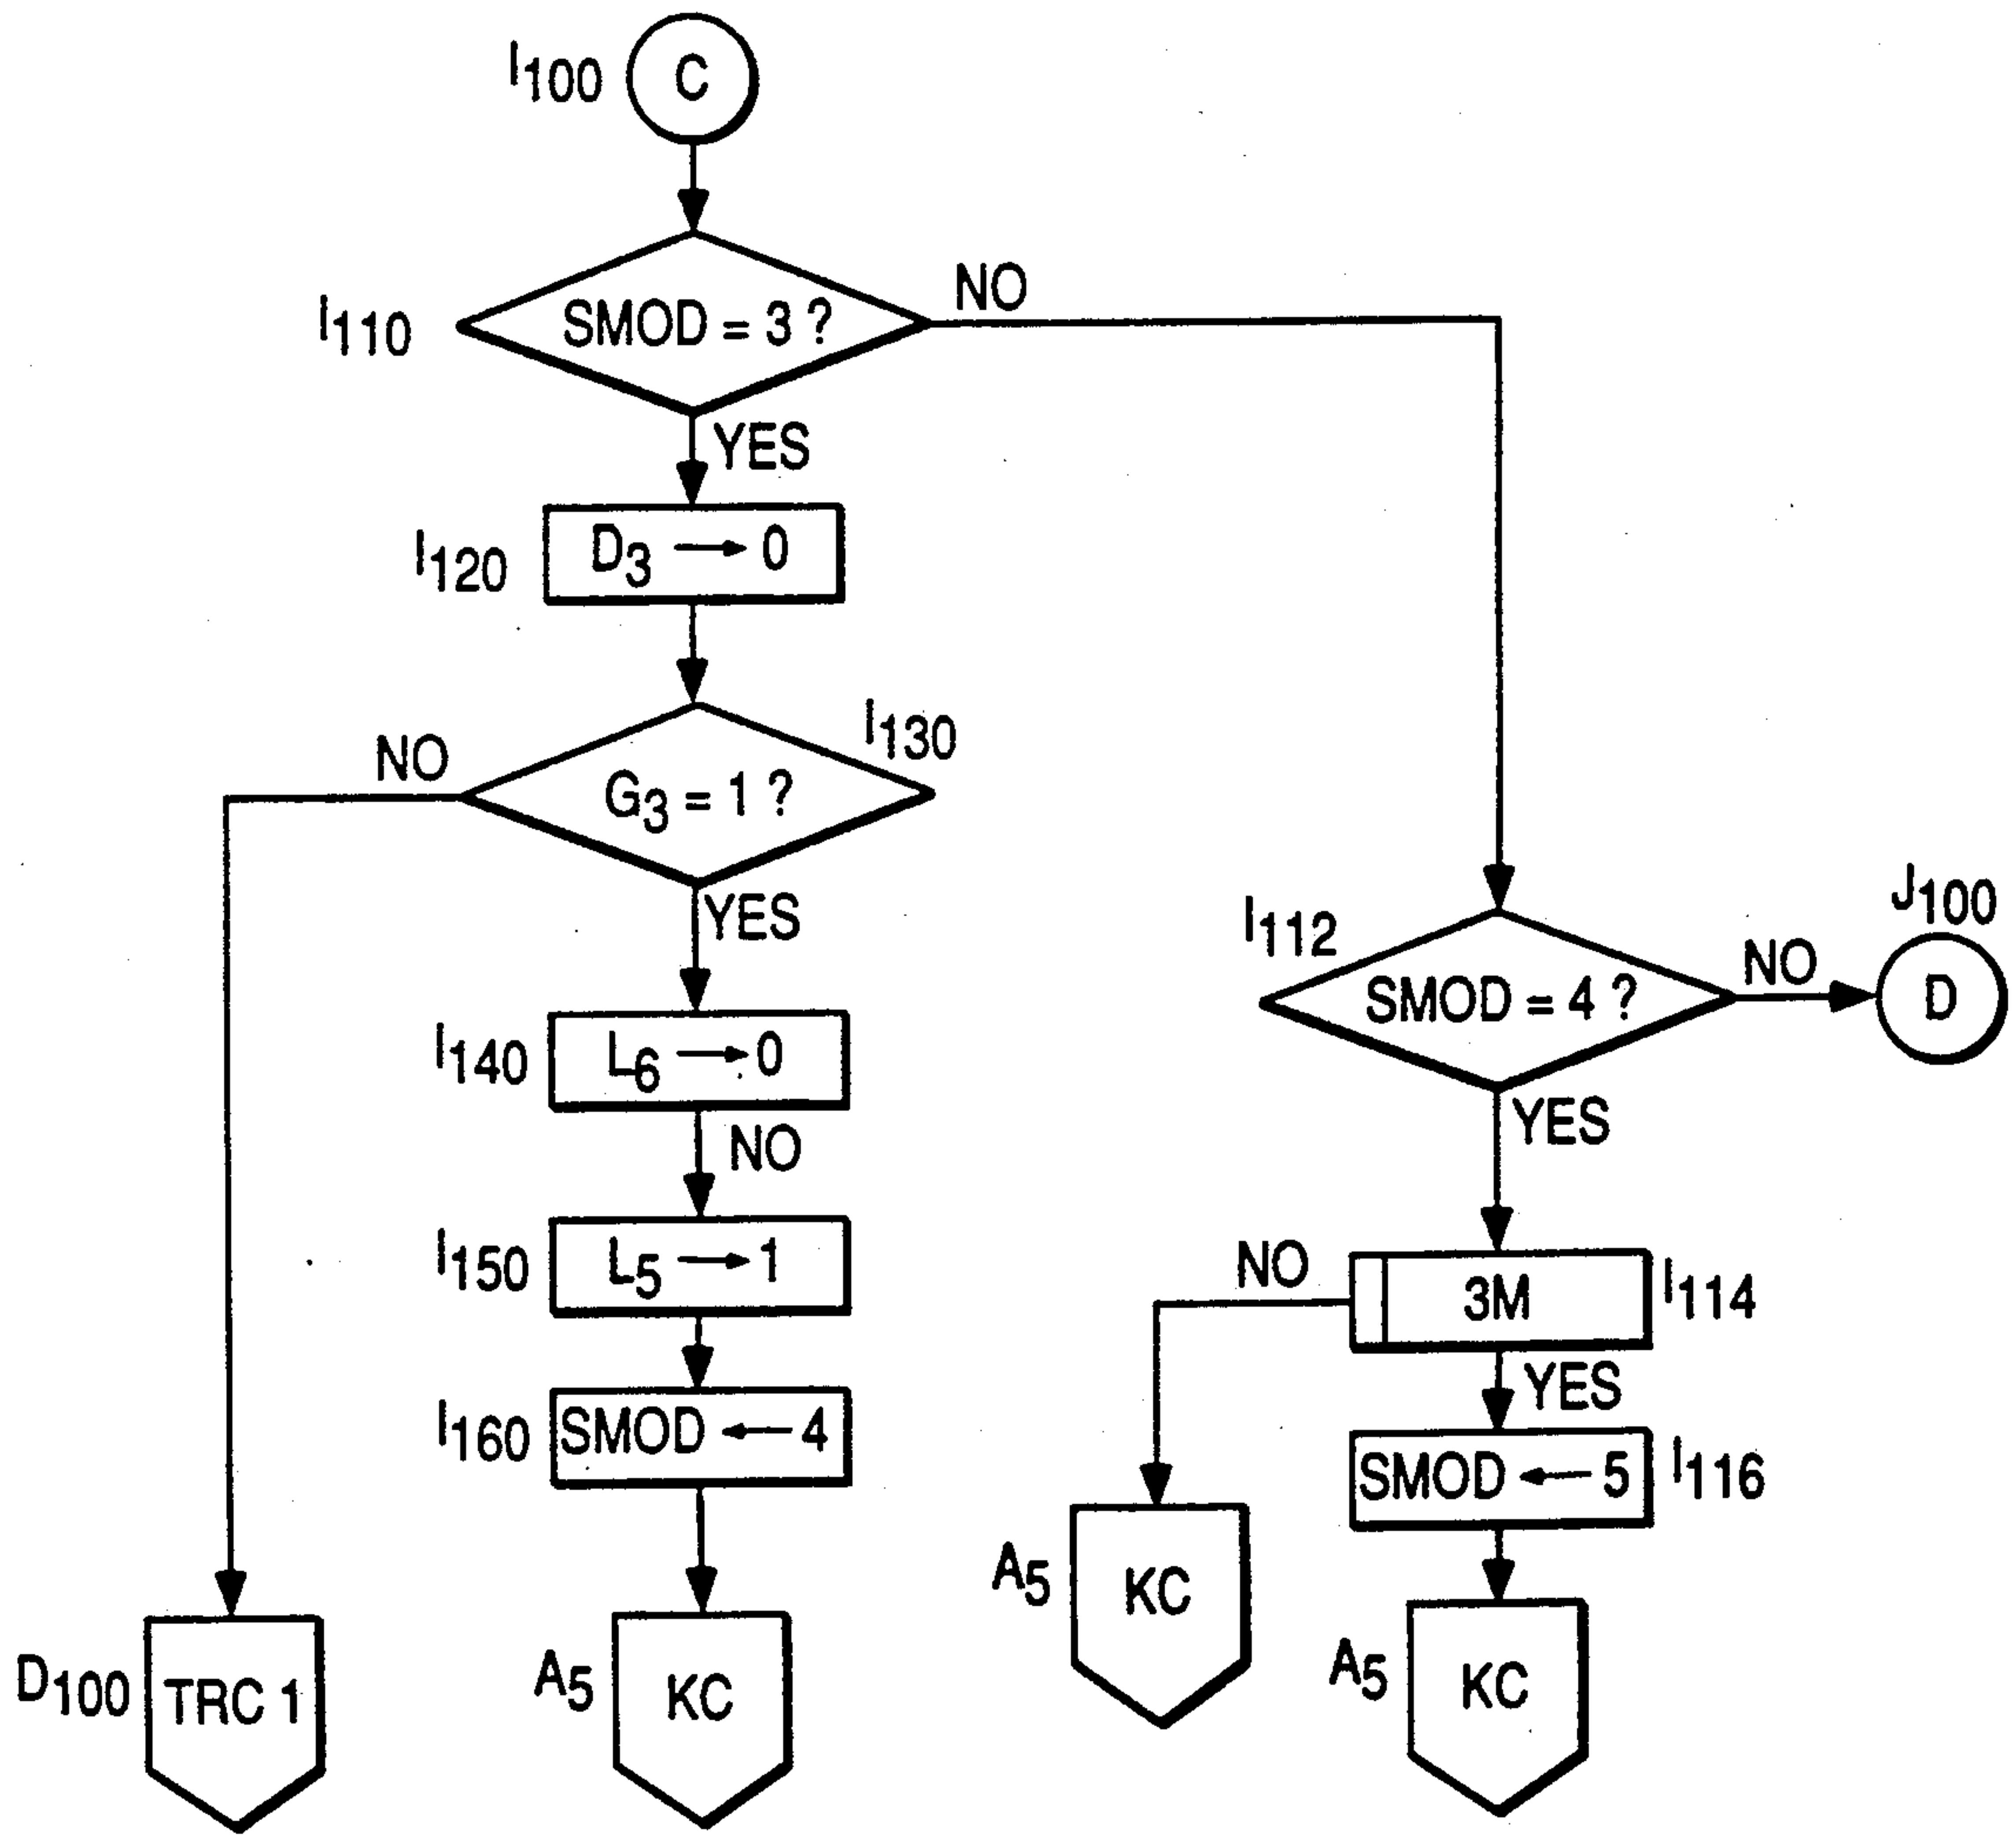 I100 C
I110 SMOD = 3 ? NO
YES
I120 D3 → 0
I130
NO
G3 = 1 ?
YES
I140 L6 → 0
NO
I150 L5 → 1
I160 SMOD ← 4
D100 TRC 1
A5 KC
I112 SMOD = 4 ? NO
J100
D
YES
NO
3M I114
YES
SMOD ← 5 I116
A5 KC
A5 KC